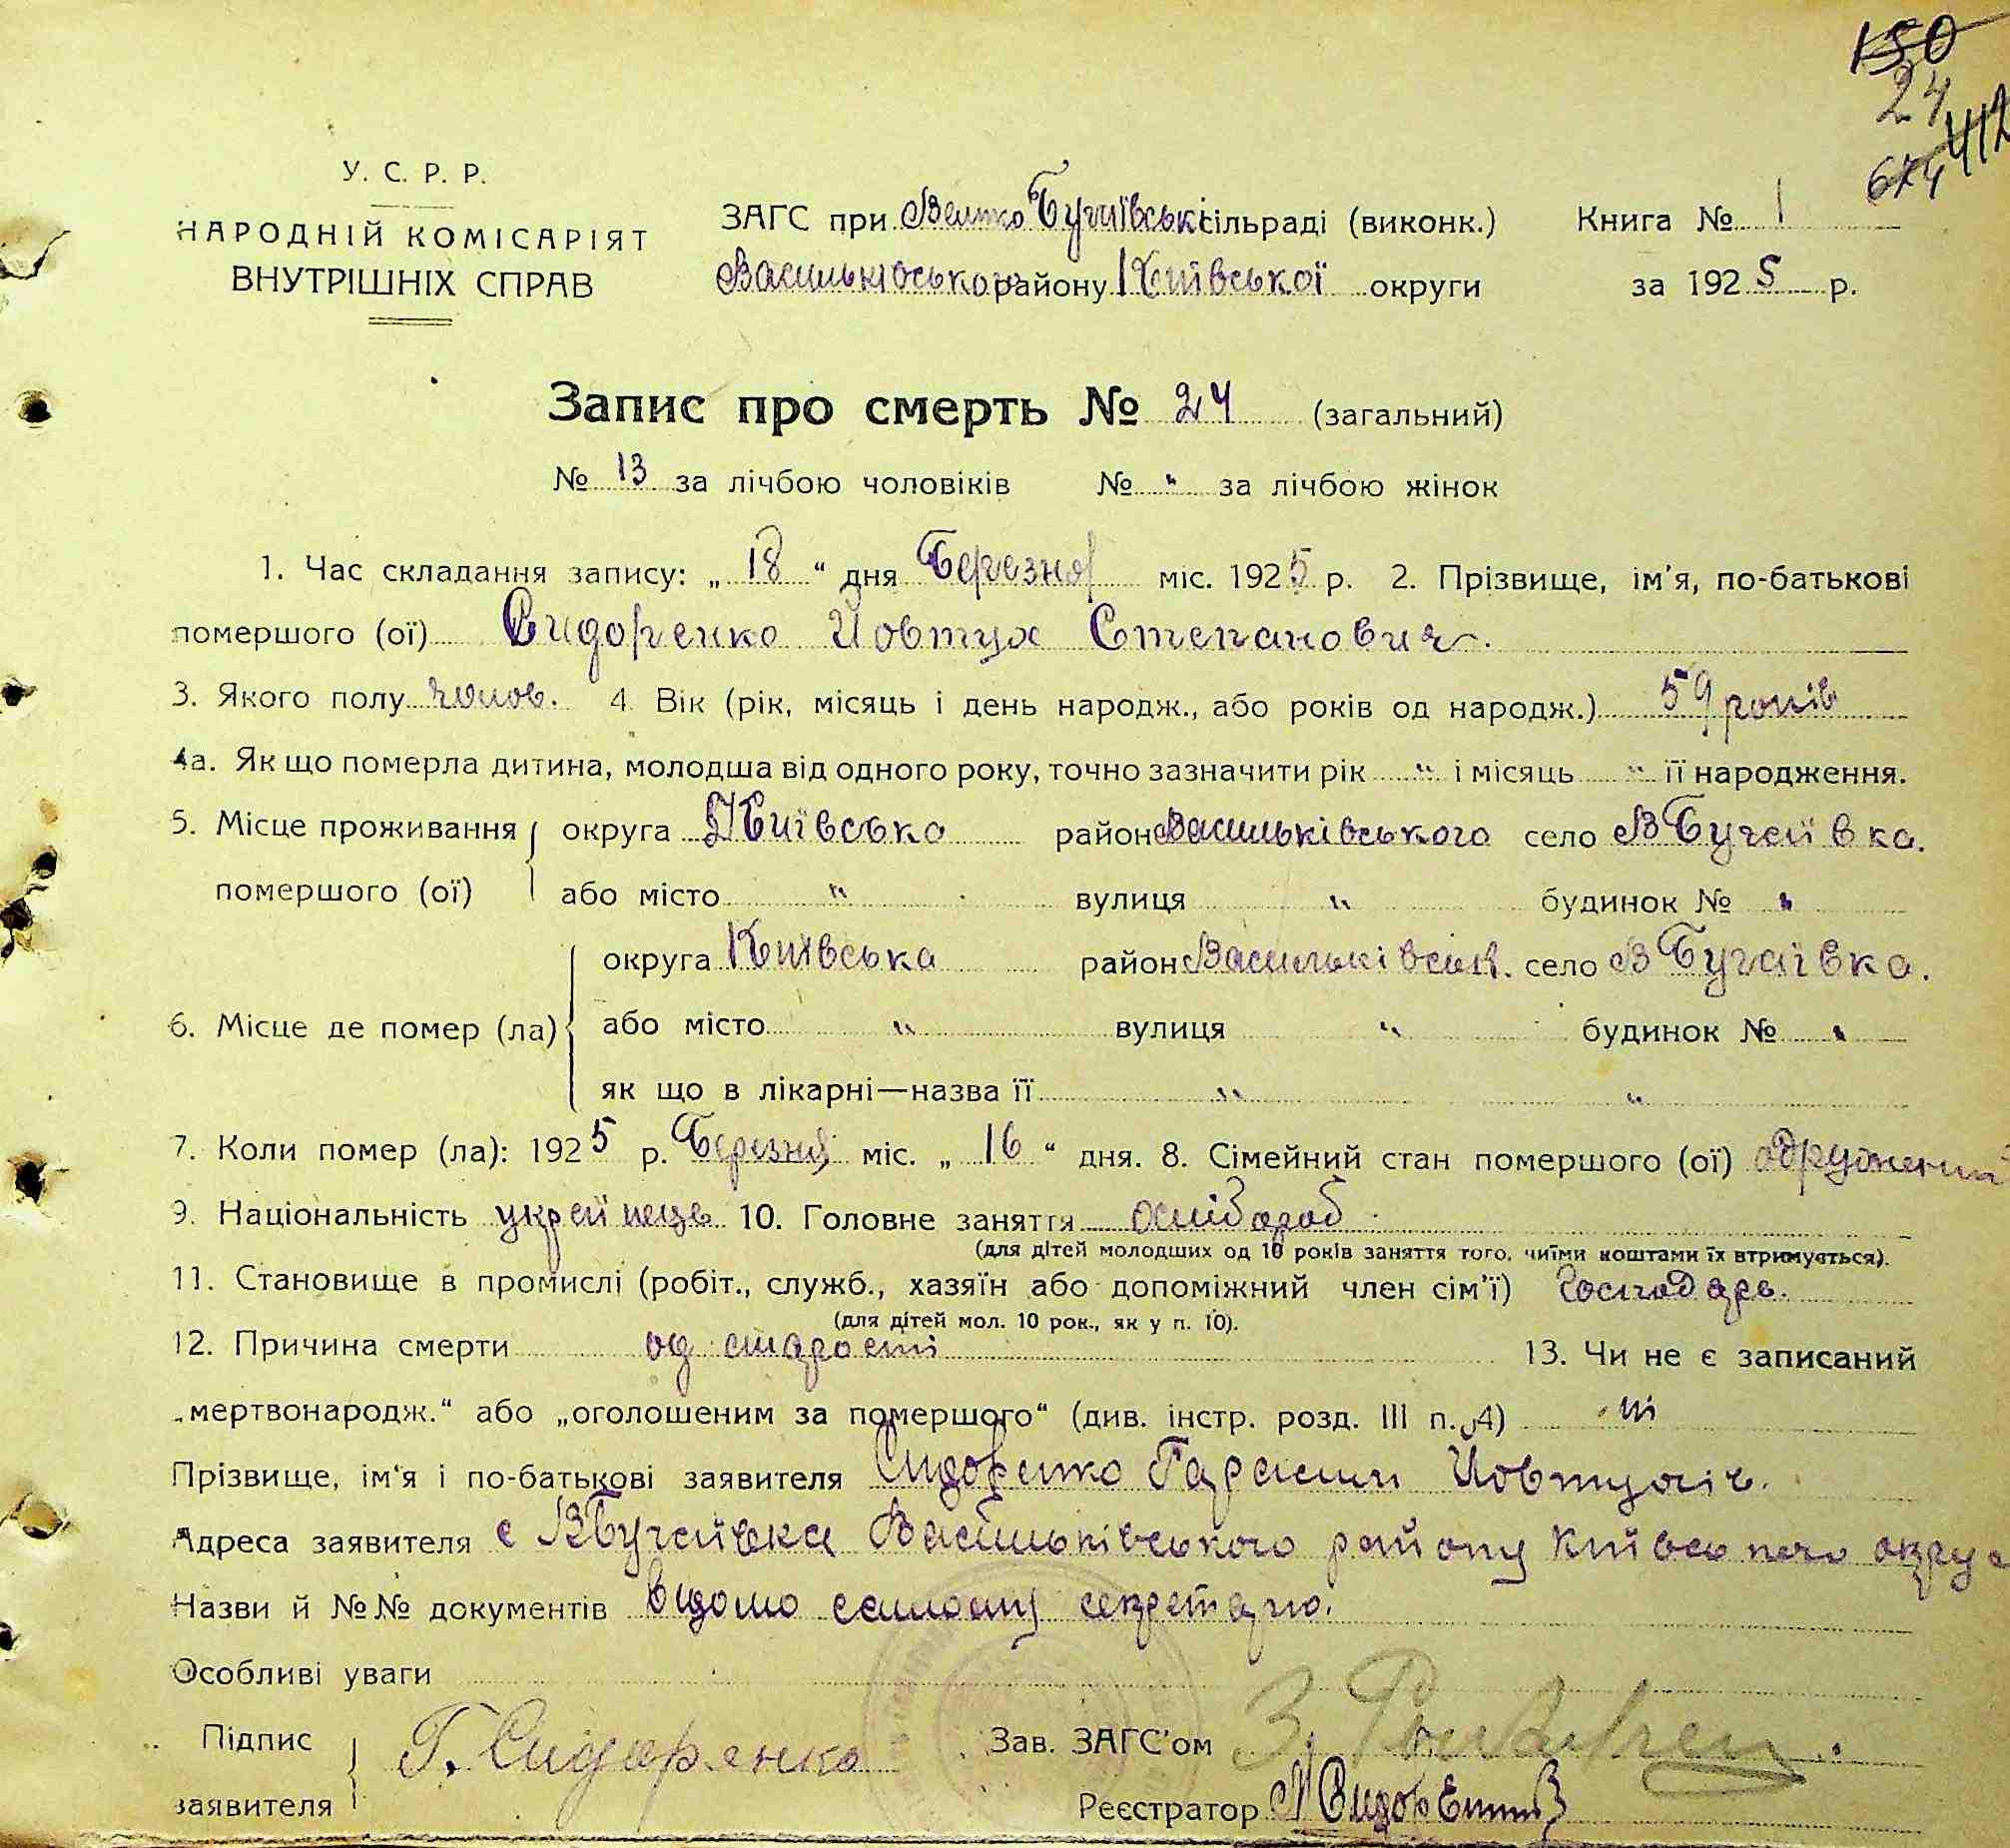 150
24
412
674
У. С. Р. Р.
НАРОДНІЙ КОМІСАРІЯТ
ВНУТРІШНІХ СПРАВ
ЗАГС при Велико Бугаївськ сільраді (виконк.)
Васильківського району Київської округи
Книга № 1
за 1925 р.
Запис про смерть № 24 (загальний)
№ 13 за лічбою чоловіків № " за лічбою жінок
1. Час складання запису: „ 18 “ дня Березня міс. 1925 р. 2. Прізвище, ім'я, по-батькові
помершого (ої) Сидоренко Йовтух Степанович.
3. Якого полу чолов. 4. Вік (рік, місяць і день народж., або років од народж.) 59 років
4а. Як що померла дитина, молодша від одного року, точно зазначити рік " і місяць " її народження.
5. Місце проживання округа Київська район Васильківського село В Бугаївка.
помершого (ої) або місто " вулиця " будинок № "
округа Київська район Васильківськ. село В Бугаївка.
6. Місце де помер (ла) або місто " вулиця " будинок № "
як що в лікарні—назва її " "
7. Коли помер (ла): 1925 р. Березня міс. „ 16 “ дня. 8. Сімейний стан помершого (ої) одружений
9. Національність українець 10. Головне заняття хлібороб
(для дітей молодших од 10 років заняття того, чиїми коштами їх втримується).
11. Становище в промислі (робіт., служб., хазяїн або допоміжний член сім'ї) Господарь.
(для дітей мол. 10 рок., як у п. 10).
12. Причина смерти од старости 13. Чи не є записаний
„мертвонародж.“ або „оголошеним за помершого“ (див. інстр. розд. III п. 4) ні
Прізвище, ім'я і по-батькові заявителя Сидоренко Гарасим Йовтухів.
Адреса заявителя с В Бугаївка Васильківського району Київського округа
Назви й №№ документів Відомо самому секретарю.
Особливі уваги
Підпис Г. Сидоренко Зав. ЗАГС'ом З.
заявителя Реєстратор Сидоренко